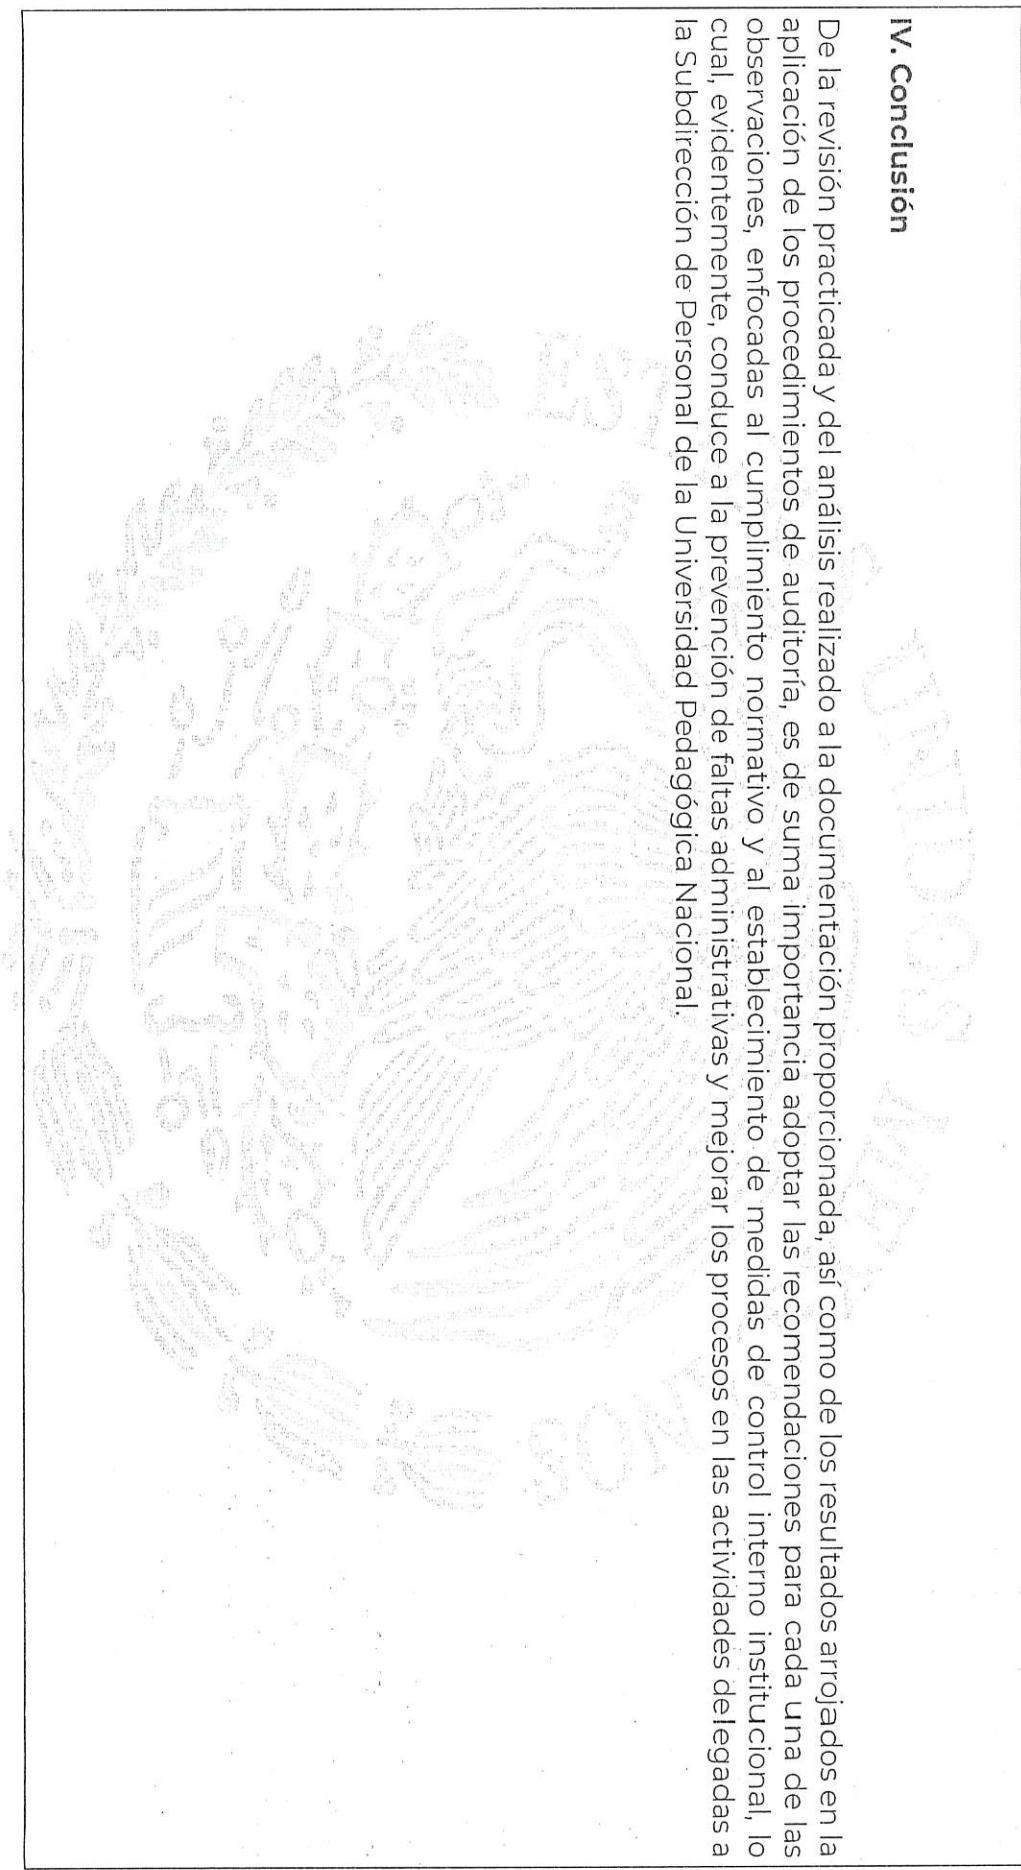 IV. Conclusión
De la revisión practicada y del análisis realizado a la documentación proporcionada, así como de los resultados arrojados en la
aplicación de los procedimientos de auditoría, es de suma importancia adoptar las recomendaciones para cada una de las
observaciones, enfocadas al cumplimiento normativo y al establecimiento de medidas de control interno institucional, lo
cual, evidentemente, conduce a la prevención de faltas administrativas y mejorar los procesos en las actividades delegadas a
la Subdirección de Personal de la Universidad Pedagógica Nacional.
UNIDOS